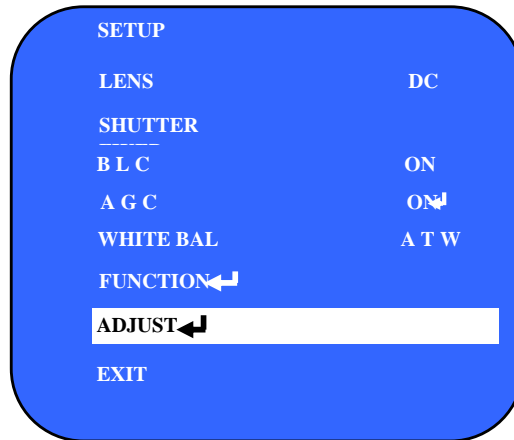 SETUP
LENS DC
SHUTTER
B L C ON
A G C ON↲
WHITE BAL A T W
FUNCTION↲
ADJUST↲
EXIT